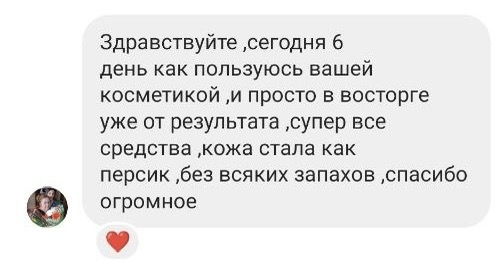 Здравствуйте ,сегодня 6
день как пользуюсь вашей
косметикой ,и просто в восторге
уже от результата ,супер все
средства ,кожа стала как
персик ,без всяких запахов ,спасибо
огромное